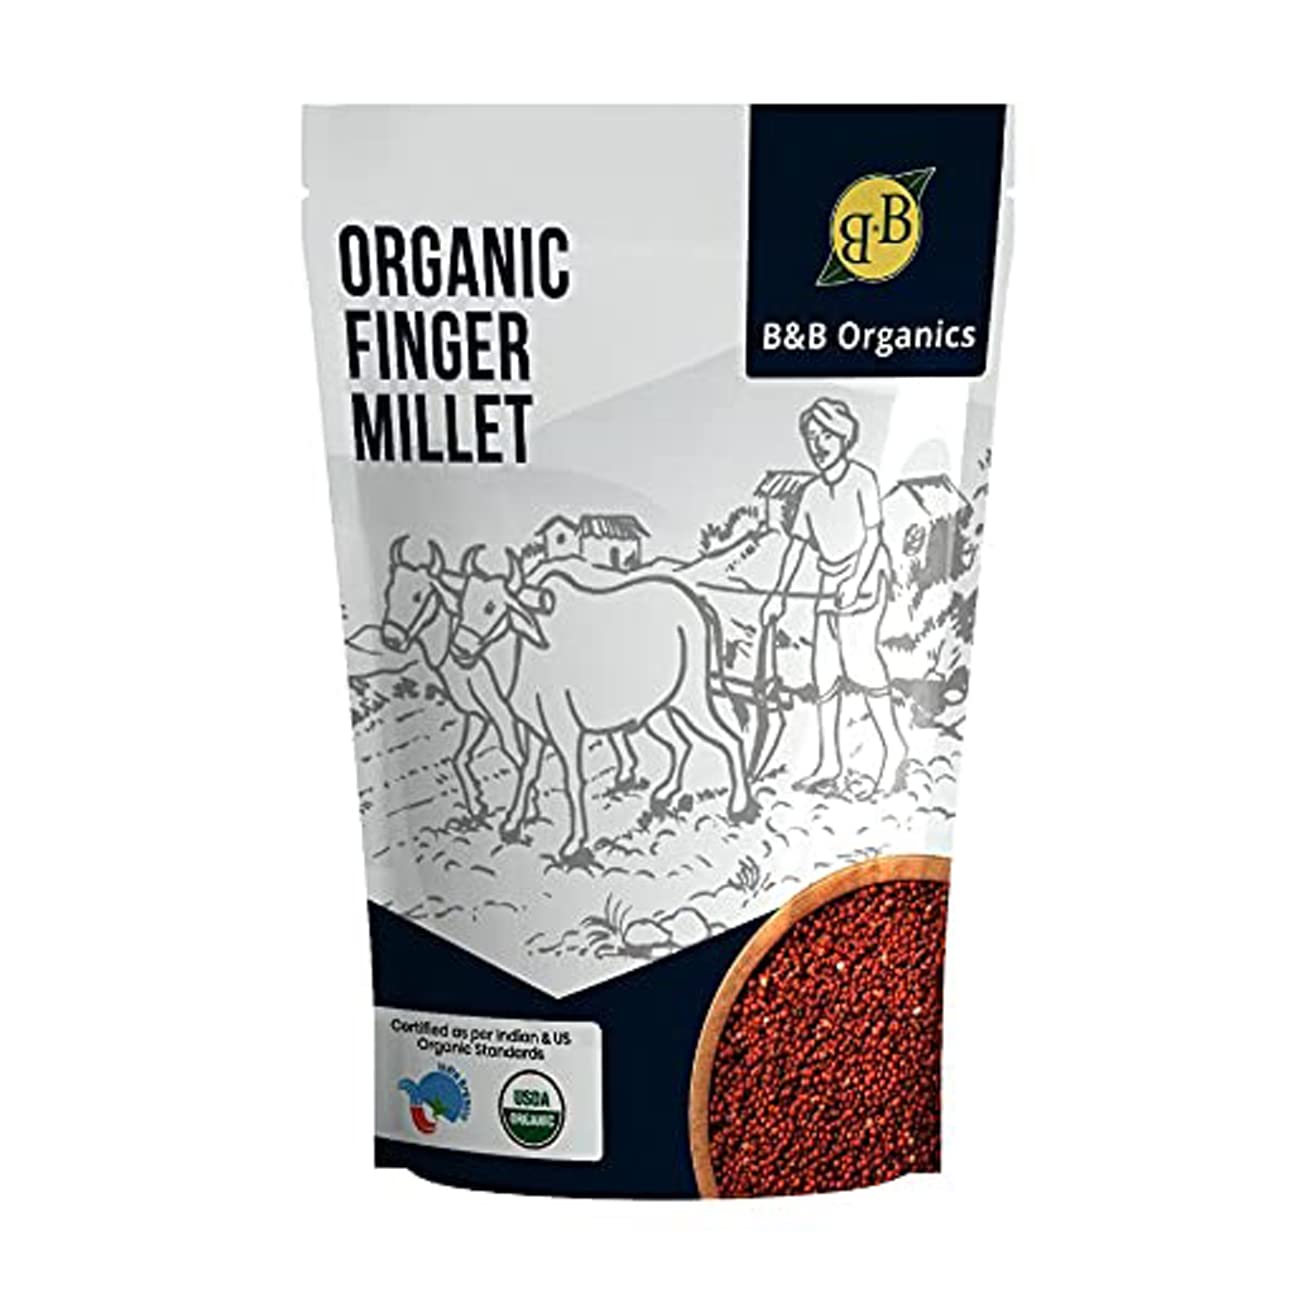 B·B
B&B Organics
ORGANIC
FINGER
MILLET
Certified as per Indian & US
Organic Standards
USDA
ORGANIC